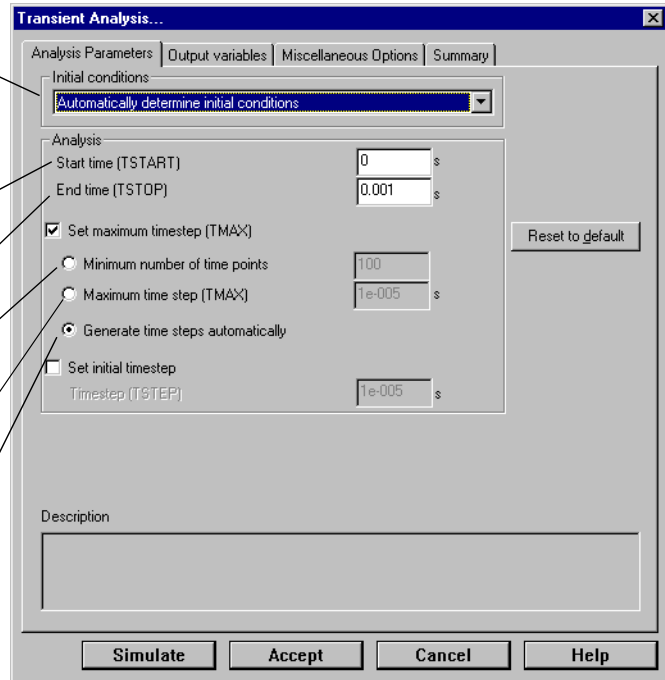 Transient Analysis...
Analysis Parameters Output variables Miscellaneous Options Summary
Initial conditions
Automatically determine initial conditions
Analysis
Start time (TSTART) 0 s
End time (TSTOP) 0.001 s
Set maximum timestep (TMAX)
Reset to default
Minimum number of time points 100
Maximum time step (TMAX) 1e-005 s
Generate time steps automatically
Set initial timestep
Timestep (TSTEP) 1e-005 s
Description
Simulate Accept Cancel Help